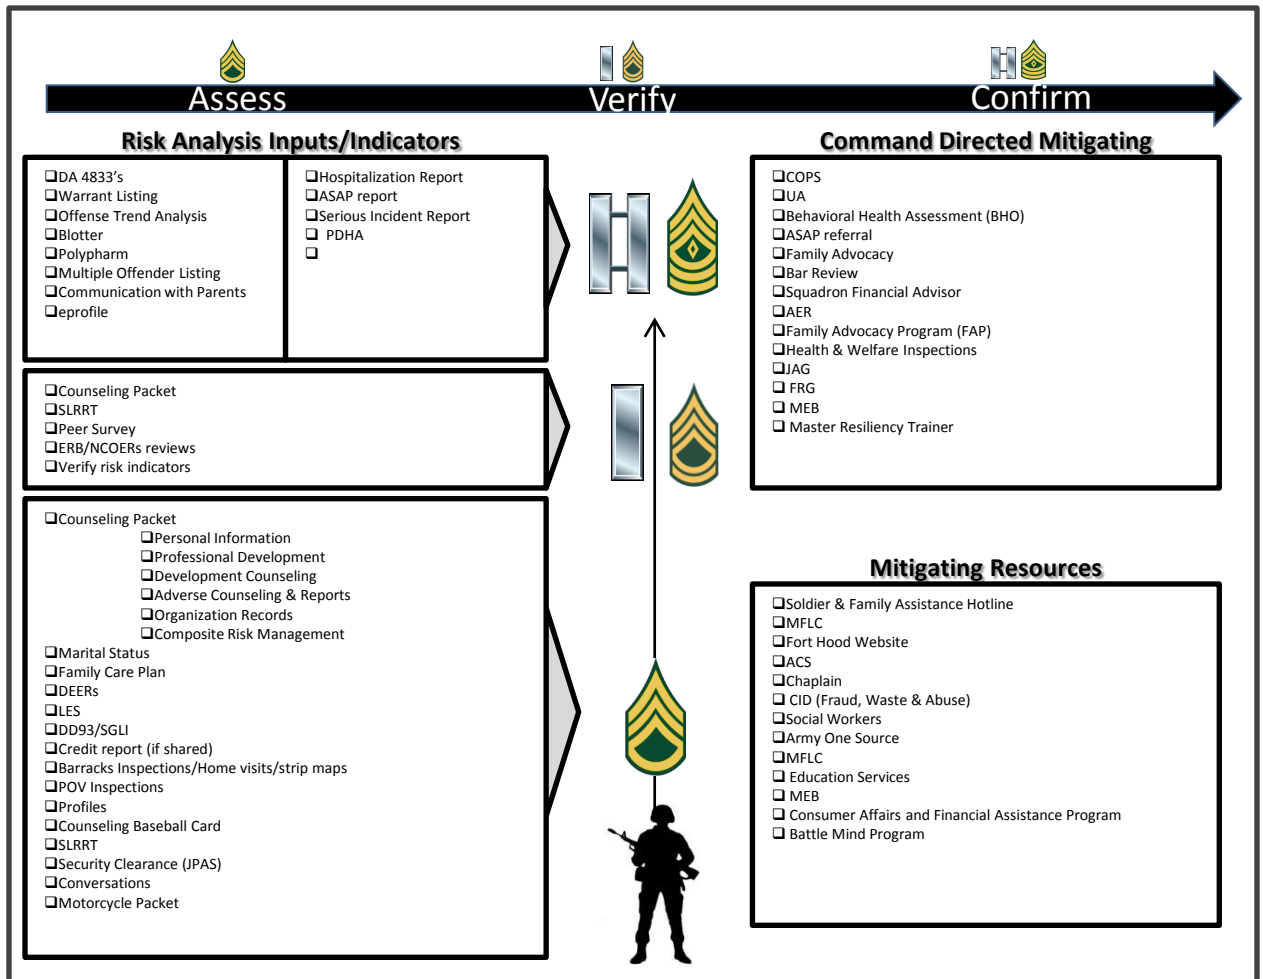 Assess
Verify
Confirm
Risk Analysis Inputs/Indicators
❑DA 4833's
❑Warrant Listing
❑Offense Trend Analysis
❑Blotter
❑Polypharm
❑Multiple Offender Listing
❑Communication with Parents
❑eprofile
❑Hospitalization Report
❑ASAP report
❑Serious Incident Report
❑ PDHA
❑
❑Counseling Packet
❑SLRRT
❑Peer Survey
❑ERB/NCOERs reviews
❑Verify risk indicators
❑Counseling Packet
❑Personal Information
❑Professional Development
❑Development Counseling
❑Adverse Counseling & Reports
❑Organization Records
❑Composite Risk Management
❑Marital Status
❑Family Care Plan
❑DEERs
❑LES
❑DD93/SGLI
❑Credit report (if shared)
❑Barracks Inspections/Home visits/strip maps
❑POV Inspections
❑Profiles
❑Counseling Baseball Card
❑SLRRT
❑Security Clearance (JPAS)
❑Conversations
❑Motorcycle Packet
Command Directed Mitigating
❑COPS
❑UA
❑Behavioral Health Assessment (BHO)
❑ASAP referral
❑Family Advocacy
❑Bar Review
❑Squadron Financial Advisor
❑AER
❑Family Advocacy Program (FAP)
❑Health & Welfare Inspections
❑JAG
❑ FRG
❑ MEB
❑ Master Resiliency Trainer
Mitigating Resources
❑Soldier & Family Assistance Hotline
❑MFLC
❑Fort Hood Website
❑ACS
❑Chaplain
❑ CID (Fraud, Waste & Abuse)
❑Social Workers
❑Army One Source
❑MFLC
❑ Education Services
❑ MEB
❑ Consumer Affairs and Financial Assistance Program
❑ Battle Mind Program